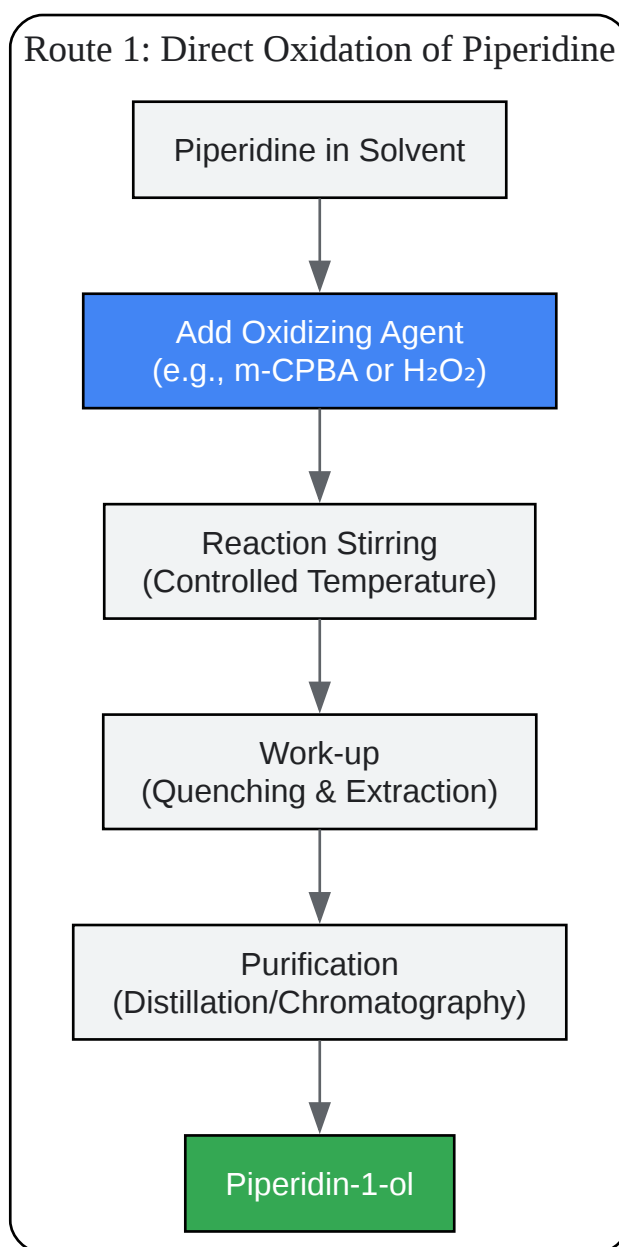 Route 1: Direct Oxidation of Piperidine
Piperidine in Solvent
Add Oxidizing Agent
(e.g., m-CPBA or H₂O₂)
Reaction Stirring
(Controlled Temperature)
Work-up
(Quenching & Extraction)
Purification
(Distillation/Chromatography)
Piperidin-1-ol